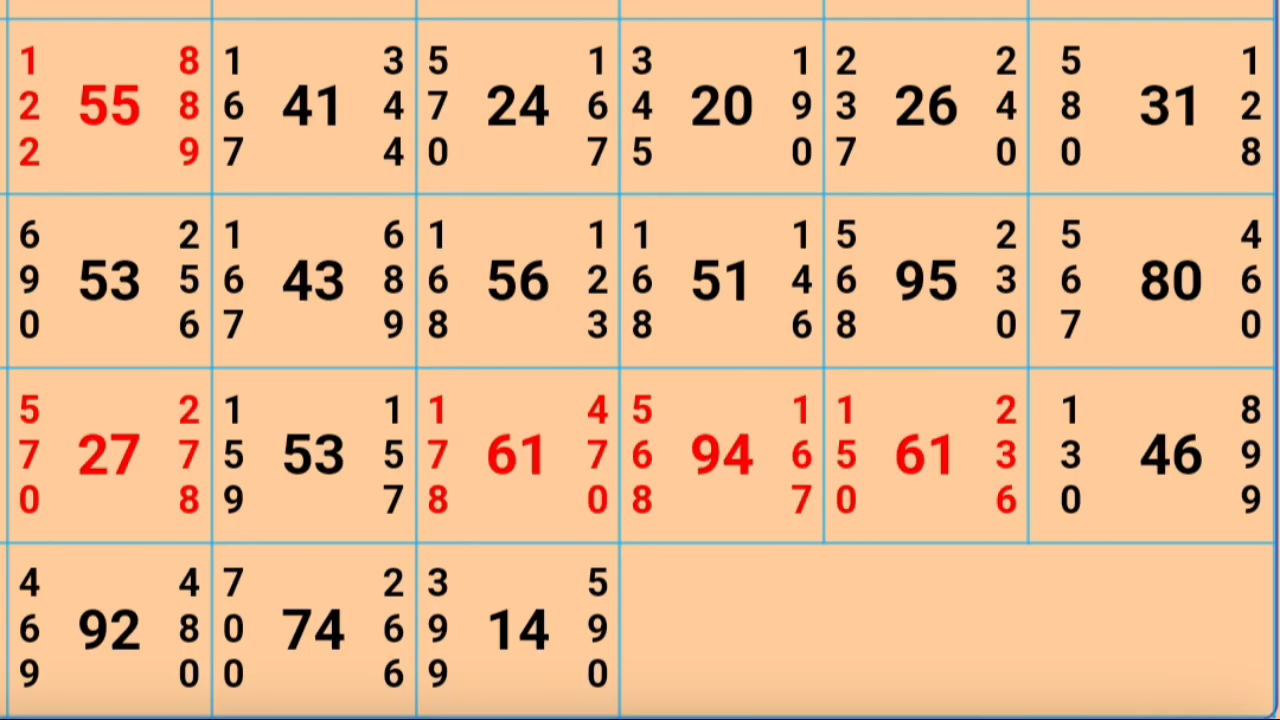 1 8 1 3 5 1 3 1 2 2 5 1
2 55 8 6 41 4 7 24 6 4 20 9 3 26 4 8 31 2
2 9 7 4 0 7 5 0 7 0 0 8
6 2 1 6 1 1 1 1 5 2 5 4
9 53 5 6 43 8 6 56 2 6 51 4 6 95 3 6 80 6
0 6 7 9 8 3 8 6 8 0 7 0
5 2 1 1 1 4 5 1 1 2 1 8
7 27 7 5 53 5 7 61 7 6 94 6 5 61 3 3 46 9
0 8 9 7 8 0 8 7 0 6 0 9
4 4 7 2 3 5
6 92 8 0 74 6 9 14 9
9 0 0 6 9 0